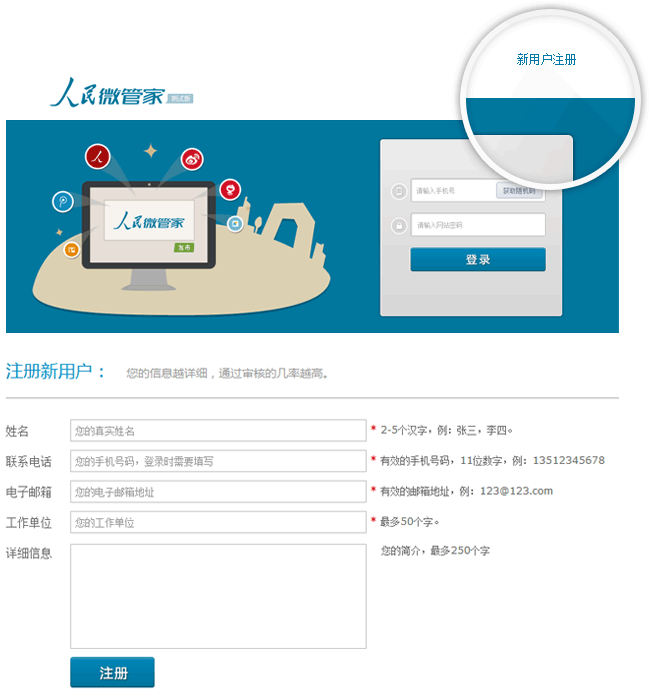 新用户注册
人民微管家 测试版
人民微管家
发布
请输入手机号 获取随机码
请输入网站密码
登录
注册新用户： 您的信息越详细，通过审核的几率越高。
姓名 您的真实姓名 * 2-5个汉字，例：张三，李四。
联系电话 您的手机号码，登录时需要填写 * 有效的手机号码，11位数字，例：13512345678
电子邮箱 您的电子邮箱地址 * 有效的邮箱地址，例：123@123.com
工作单位 您的工作单位 * 最多50个字。
详细信息 您的简介，最多250个字
注册